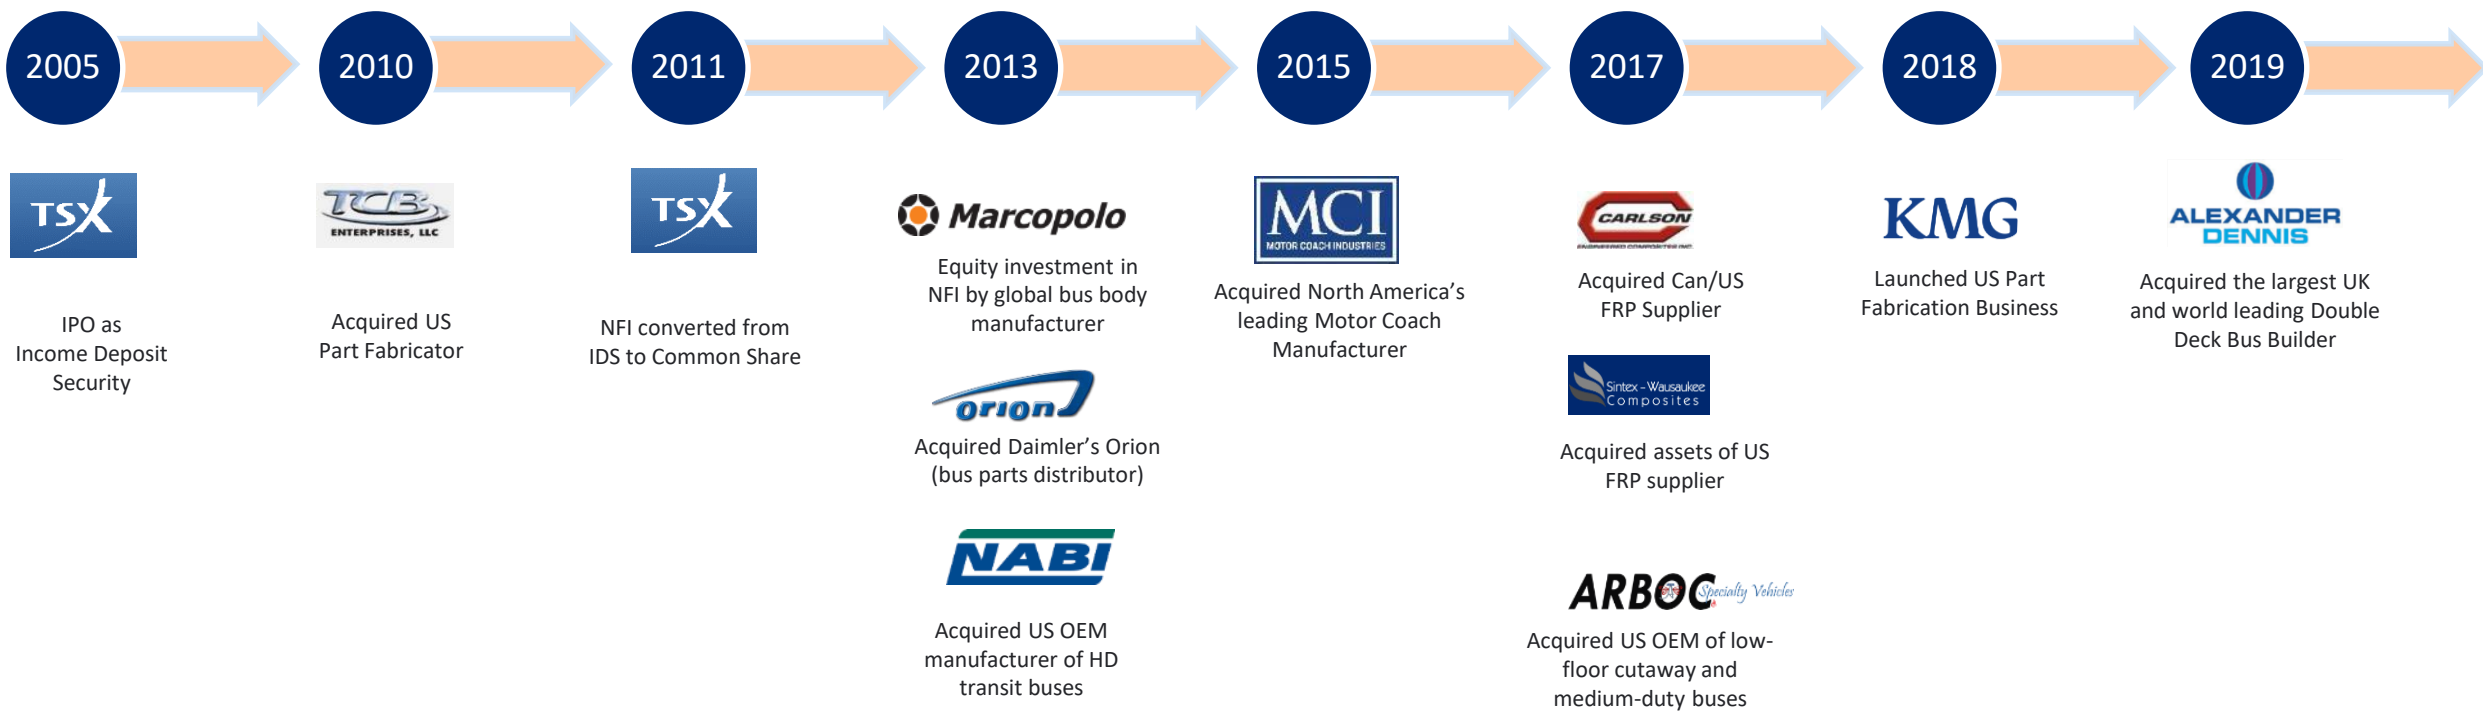 2005
2010
2011
2013
2015
2017
2018
2019
TSX
IPO as
Income Deposit
Security
TCB
ENTERPRISES, LLC
Acquired US
Part Fabricator
TSX
NFI converted from
IDS to Common Share
Marcopolo
Equity investment in
NFI by global bus body
manufacturer
orion
Acquired Daimler’s Orion
(bus parts distributor)
NABI
Acquired US OEM
manufacturer of HD
transit buses
MCI
MOTOR COACH INDUSTRIES
Acquired North America’s
leading Motor Coach
Manufacturer
CARLSON
ENGINEERED COMPOSITES INC.
Acquired Can/US
FRP Supplier
Sintex - Wausaukee
Composites
Acquired assets of US
FRP supplier
ARBOC Specialty Vehicles
Acquired US OEM of low-
floor cutaway and
medium-duty buses
KMG
Launched US Part
Fabrication Business
ALEXANDER
DENNIS
Acquired the largest UK
and world leading Double
Deck Bus Builder